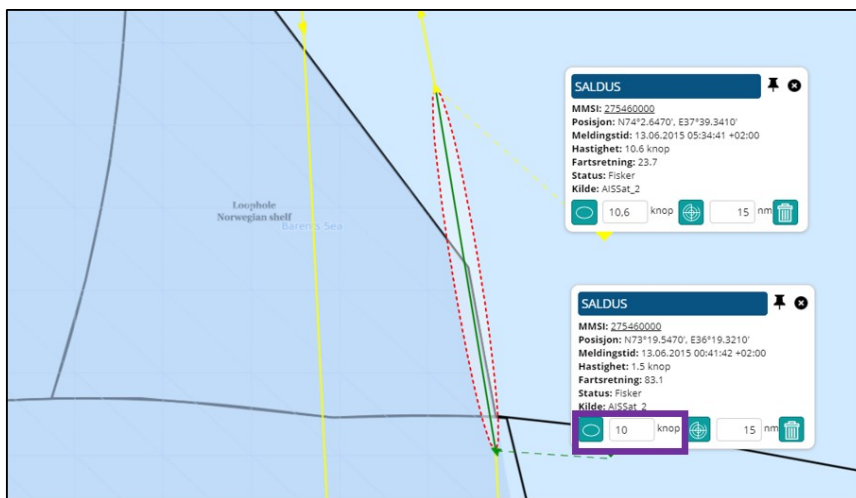 SALDUS
MMSI: 275460000
Posisjon: N74°2.6470', E37°39.3410'
Meldingstid: 13.06.2015 05:34:41 +02:00
Hastighet: 10.6 knop
Fartsretning: 23.7
Status: Fisker
Kilde: AISSat_2
10,6 knop 15 nm
Loophole
Norwegian shelf
Baren s Sea
SALDUS
MMSI: 275460000
Posisjon: N73°19.5470', E36°19.3210'
Meldingstid: 13.06.2015 00:41:42 +02:00
Hastighet: 1.5 knop
Fartsretning: 83.1
Status: Fisker
Kilde: AISSat_2
10 knop 15 nm